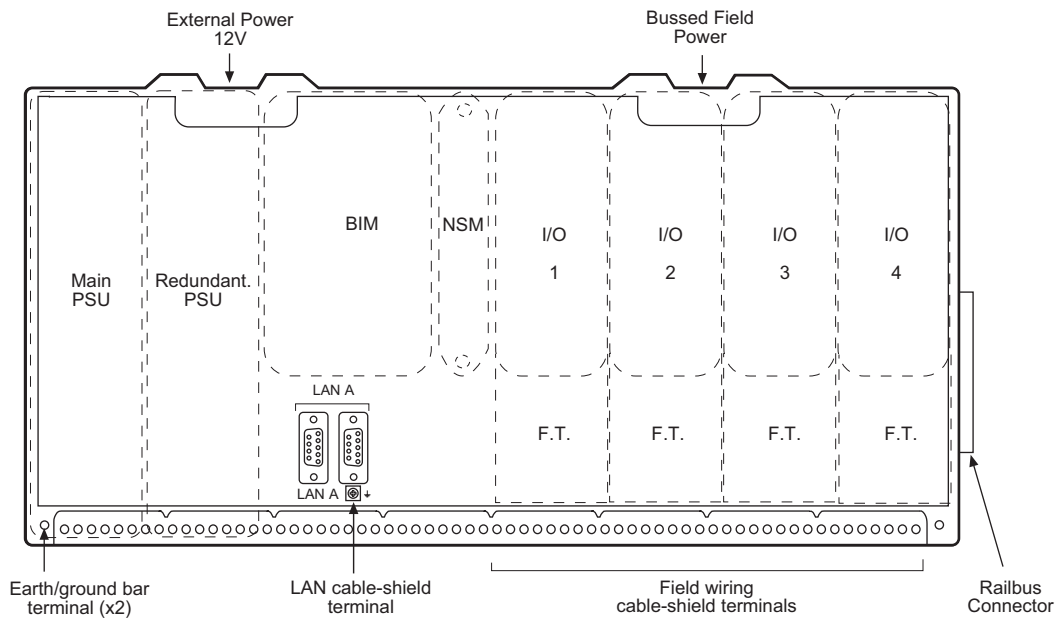 External Power
12V
Bussed Field
Power
Main
PSU
Redundant.
PSU
BIM
NSM
I/O
1
I/O
2
I/O
3
I/O
4
LAN A
LAN A
F.T.
F.T.
F.T.
F.T.
Earth/ground bar
terminal (x2)
LAN cable-shield
terminal
Field wiring
cable-shield terminals
Railbus
Connector